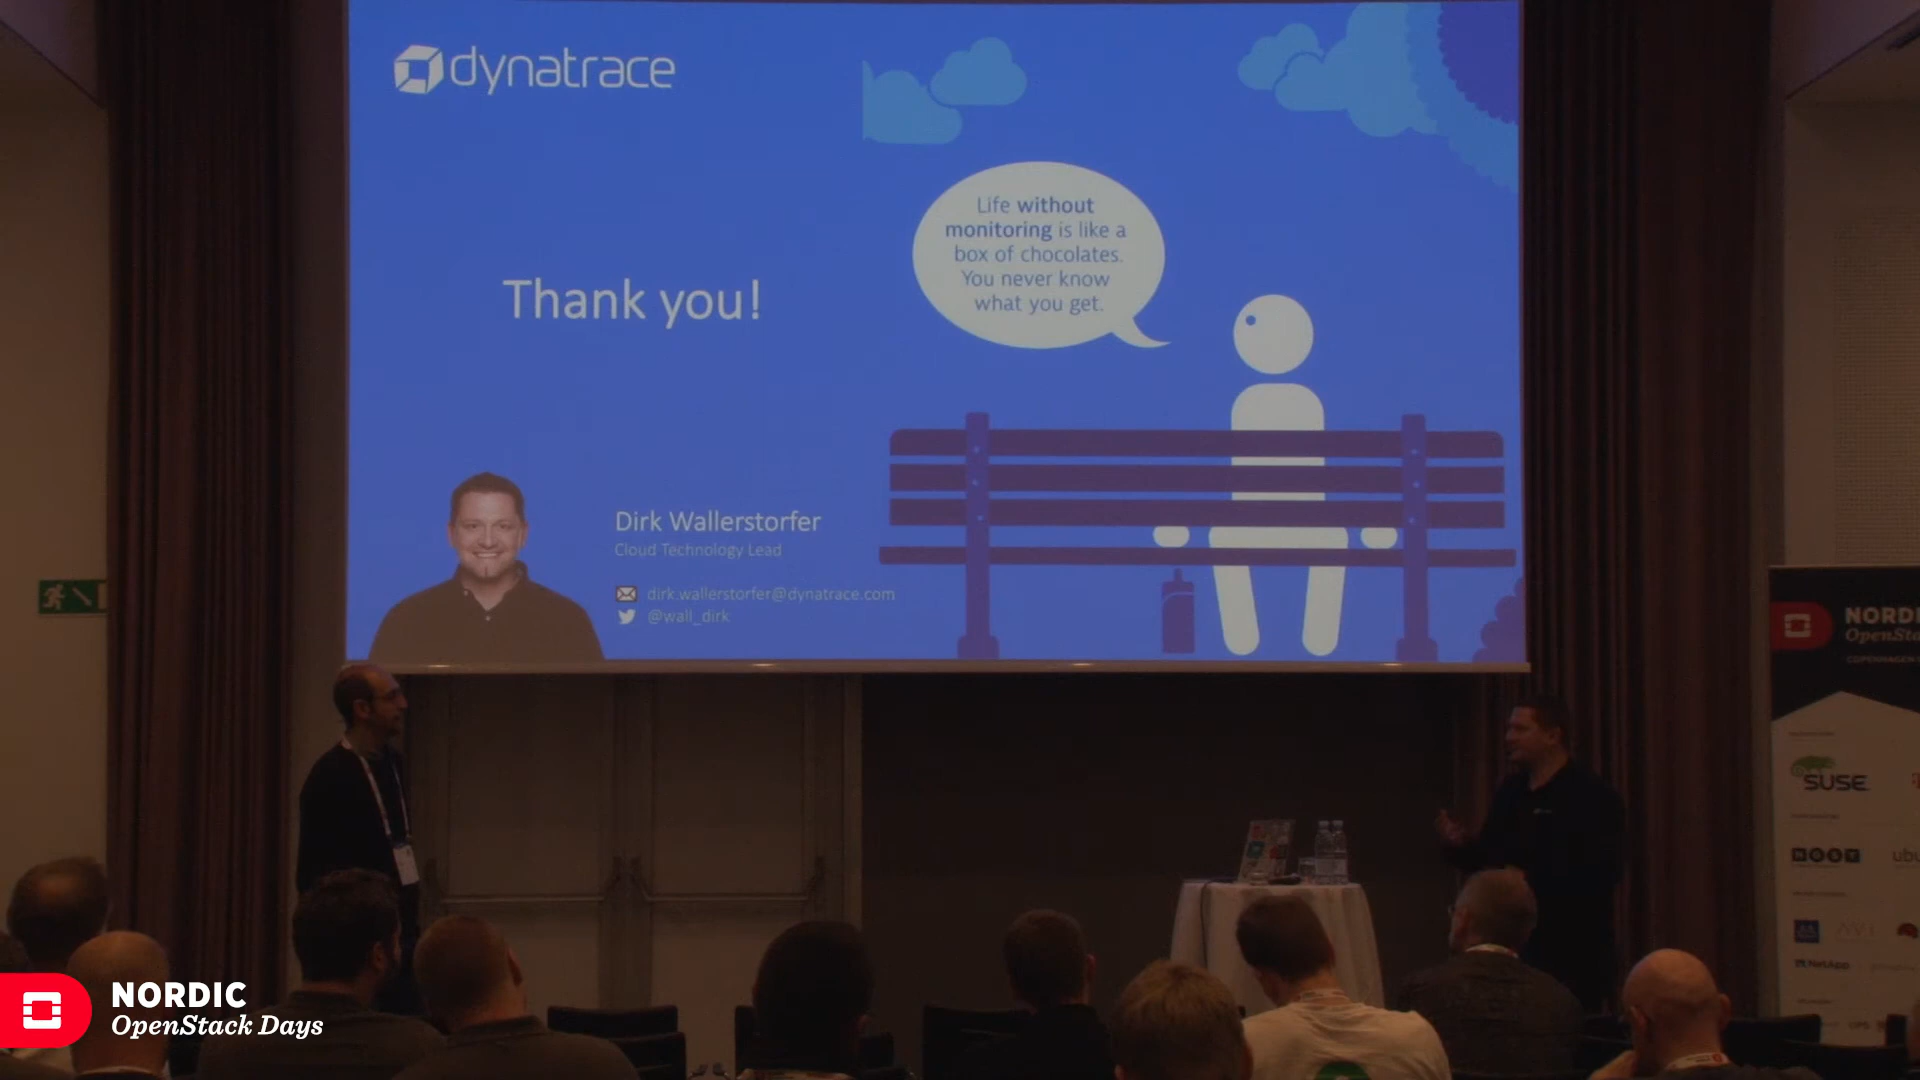 dynatrace
Life without
monitoring is like a
box of chocolates.
You never know
what you get.
Thank you!
Dirk Wallerstorfer
Cloud Technology Lead
dirk.wallerstorfer@dynatrace.com
@wall_dirk
NORDIC
OpenStack Days
SUSE
NetApp